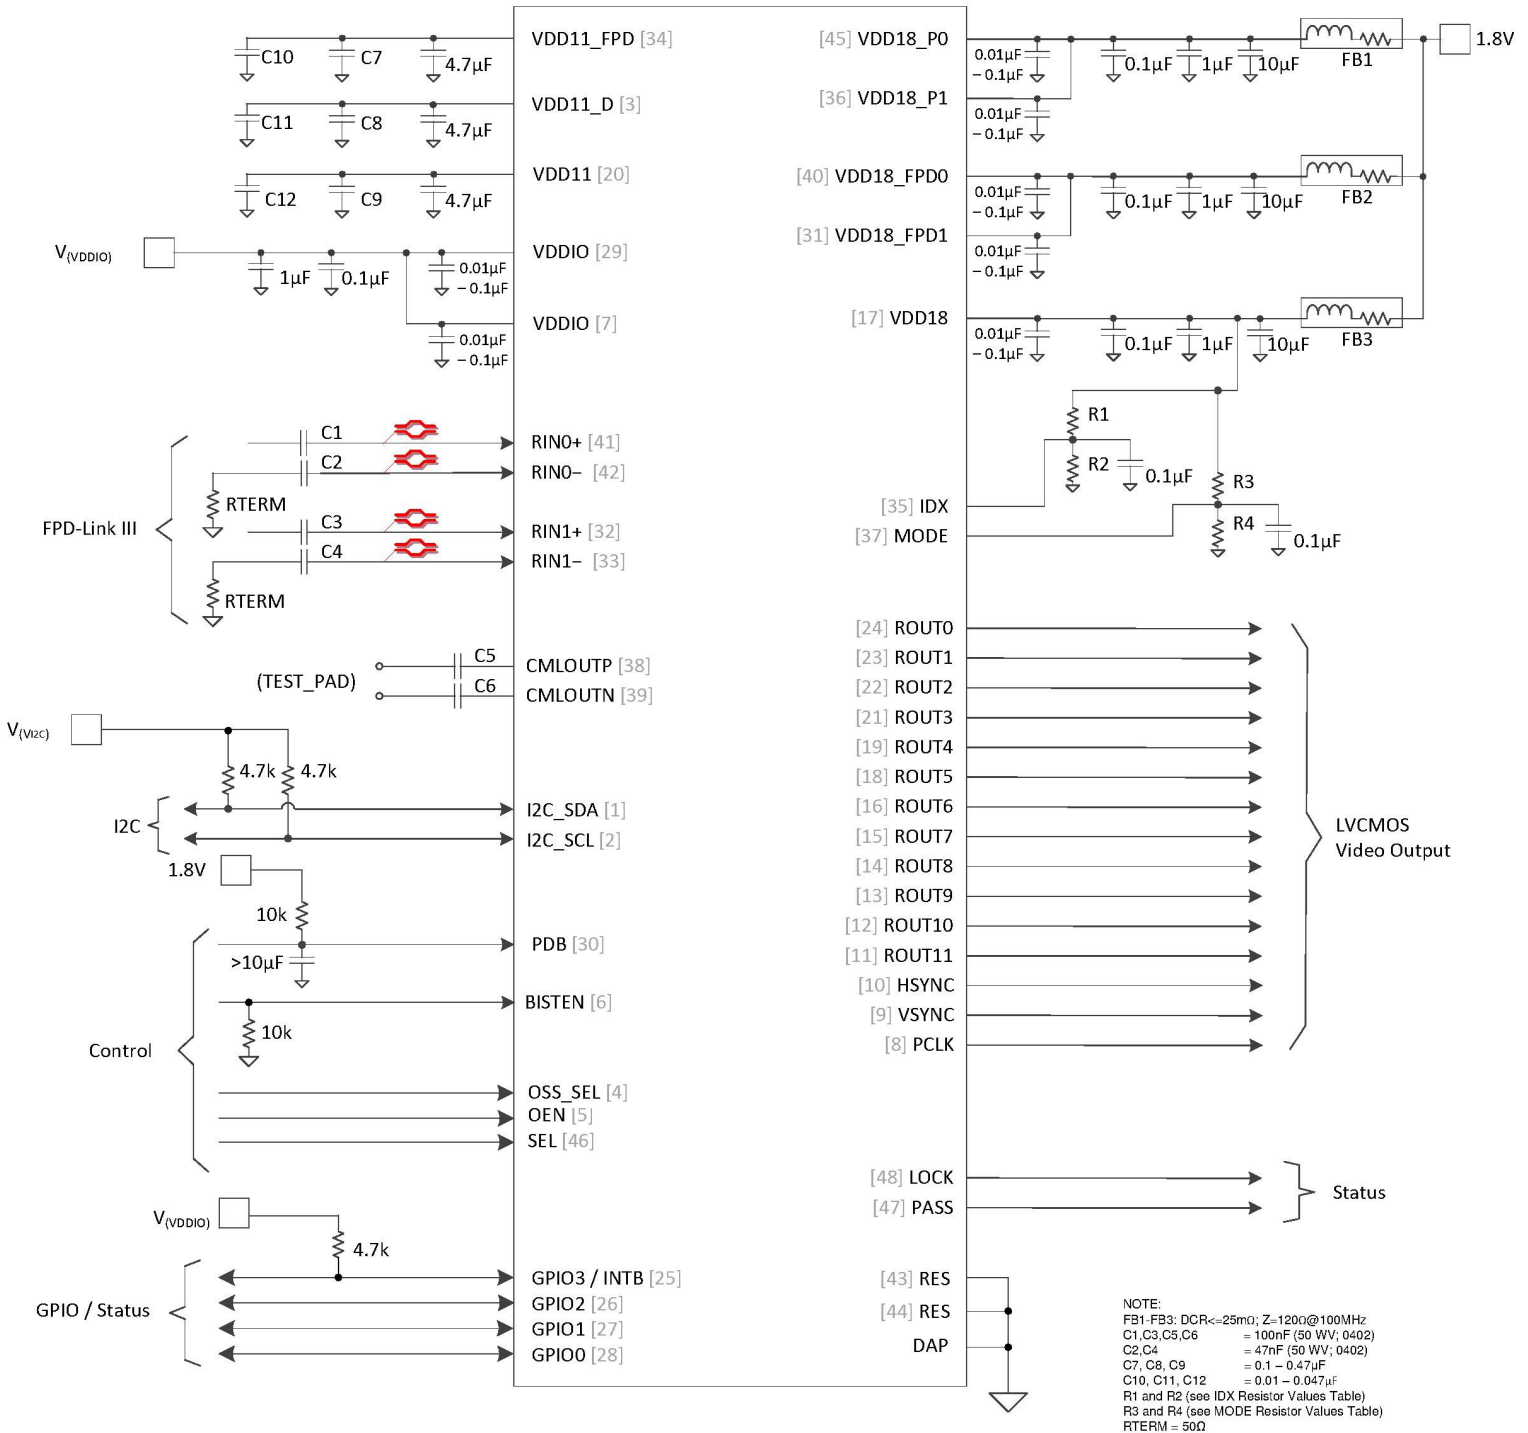 VDD11_FPD [34]
C10
C7
4.7µF
VDD11_D [3]
C11
C8
4.7µF
VDD11 [20]
C12
C9
4.7µF
V(VDDIO)
VDDIO [29]
1µF
0.1µF
0.01µF
– 0.1µF
VDDIO [7]
0.01µF
– 0.1µF
FPD-Link III
C1
RIN0+ [41]
C2
RIN0– [42]
RTERM
C3
RIN1+ [32]
C4
RIN1– [33]
RTERM
(TEST_PAD)
C5
CMLOUTP [38]
C6
CMLOUTN [39]
V(VI2C)
4.7k
4.7k
I2C
I2C_SDA [1]
I2C_SCL [2]
1.8V
10k
PDB [30]
>10µF
BISTEN [6]
10k
Control
OSS_SEL [4]
OEN [5]
SEL [46]
V(VDDIO)
4.7k
GPIO / Status
GPIO3 / INTB [25]
GPIO2 [26]
GPIO1 [27]
GPIO0 [28]
[45] VDD18_P0
0.01µF
– 0.1µF
0.1µF
1µF
10µF
FB1
1.8V
[36] VDD18_P1
0.01µF
– 0.1µF
[40] VDD18_FPD0
0.01µF
– 0.1µF
0.1µF
1µF
10µF
FB2
[31] VDD18_FPD1
0.01µF
– 0.1µF
[17] VDD18
0.01µF
– 0.1µF
0.1µF
1µF
10µF
FB3
R1
R2
0.1µF
R3
R4
0.1µF
[35] IDX
[37] MODE
[24] ROUT0
[23] ROUT1
[22] ROUT2
[21] ROUT3
[19] ROUT4
[18] ROUT5
[16] ROUT6
[15] ROUT7
[14] ROUT8
[13] ROUT9
[12] ROUT10
[11] ROUT11
[10] HSYNC
[9] VSYNC
[8] PCLK
LVCMOS
Video Output
[48] LOCK
[47] PASS
Status
[43] RES
[44] RES
DAP
NOTE:
FB1-FB3: DCR<=25mΩ; Z=120Ω@100MHz
C1,C3,C5,C6 = 100nF (50 WV; 0402)
C2,C4 = 47nF (50 WV; 0402)
C7, C8, C9 = 0.1 – 0.47µF
C10, C11, C12 = 0.01 – 0.047µF
R1 and R2 (see IDX Resistor Values Table)
R3 and R4 (see MODE Resistor Values Table)
RTERM = 50Ω